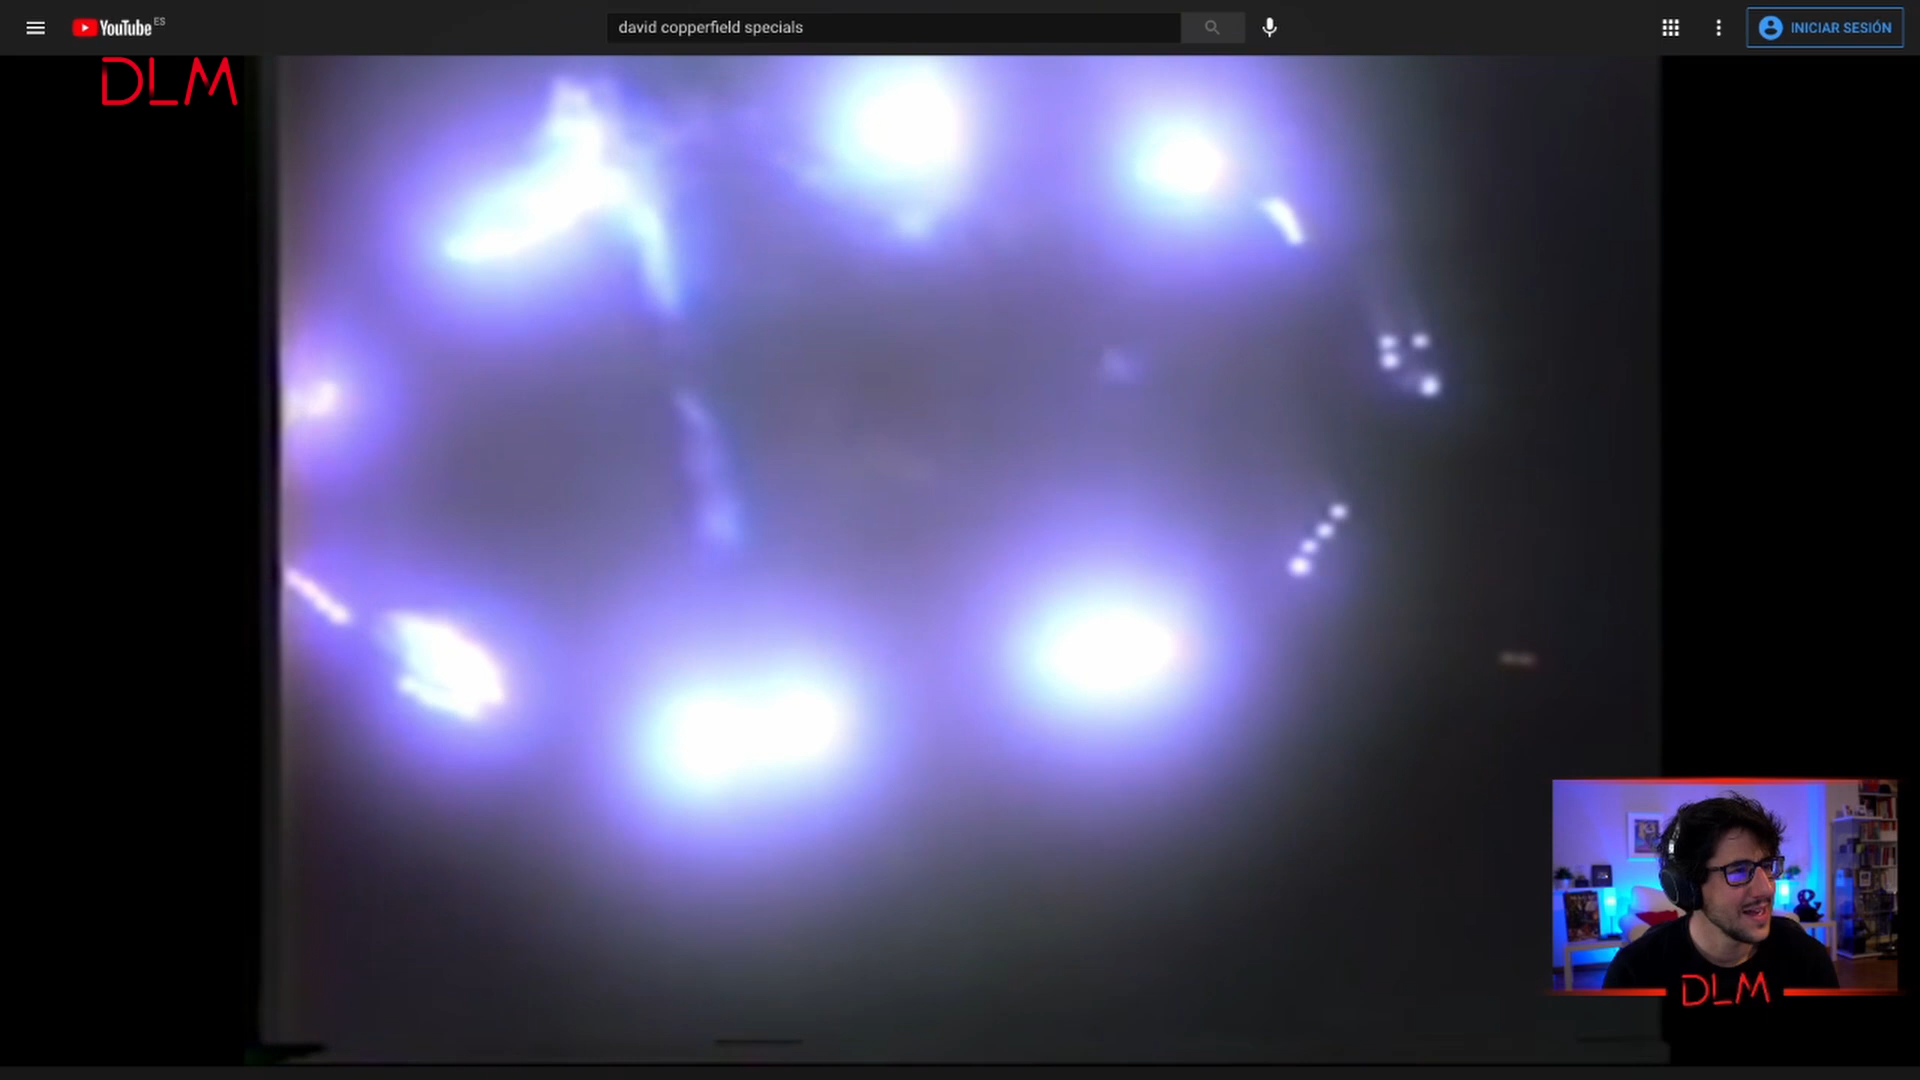 YouTube ES
david copperfield specials
INICIAR SESIÓN
DLM
DLM